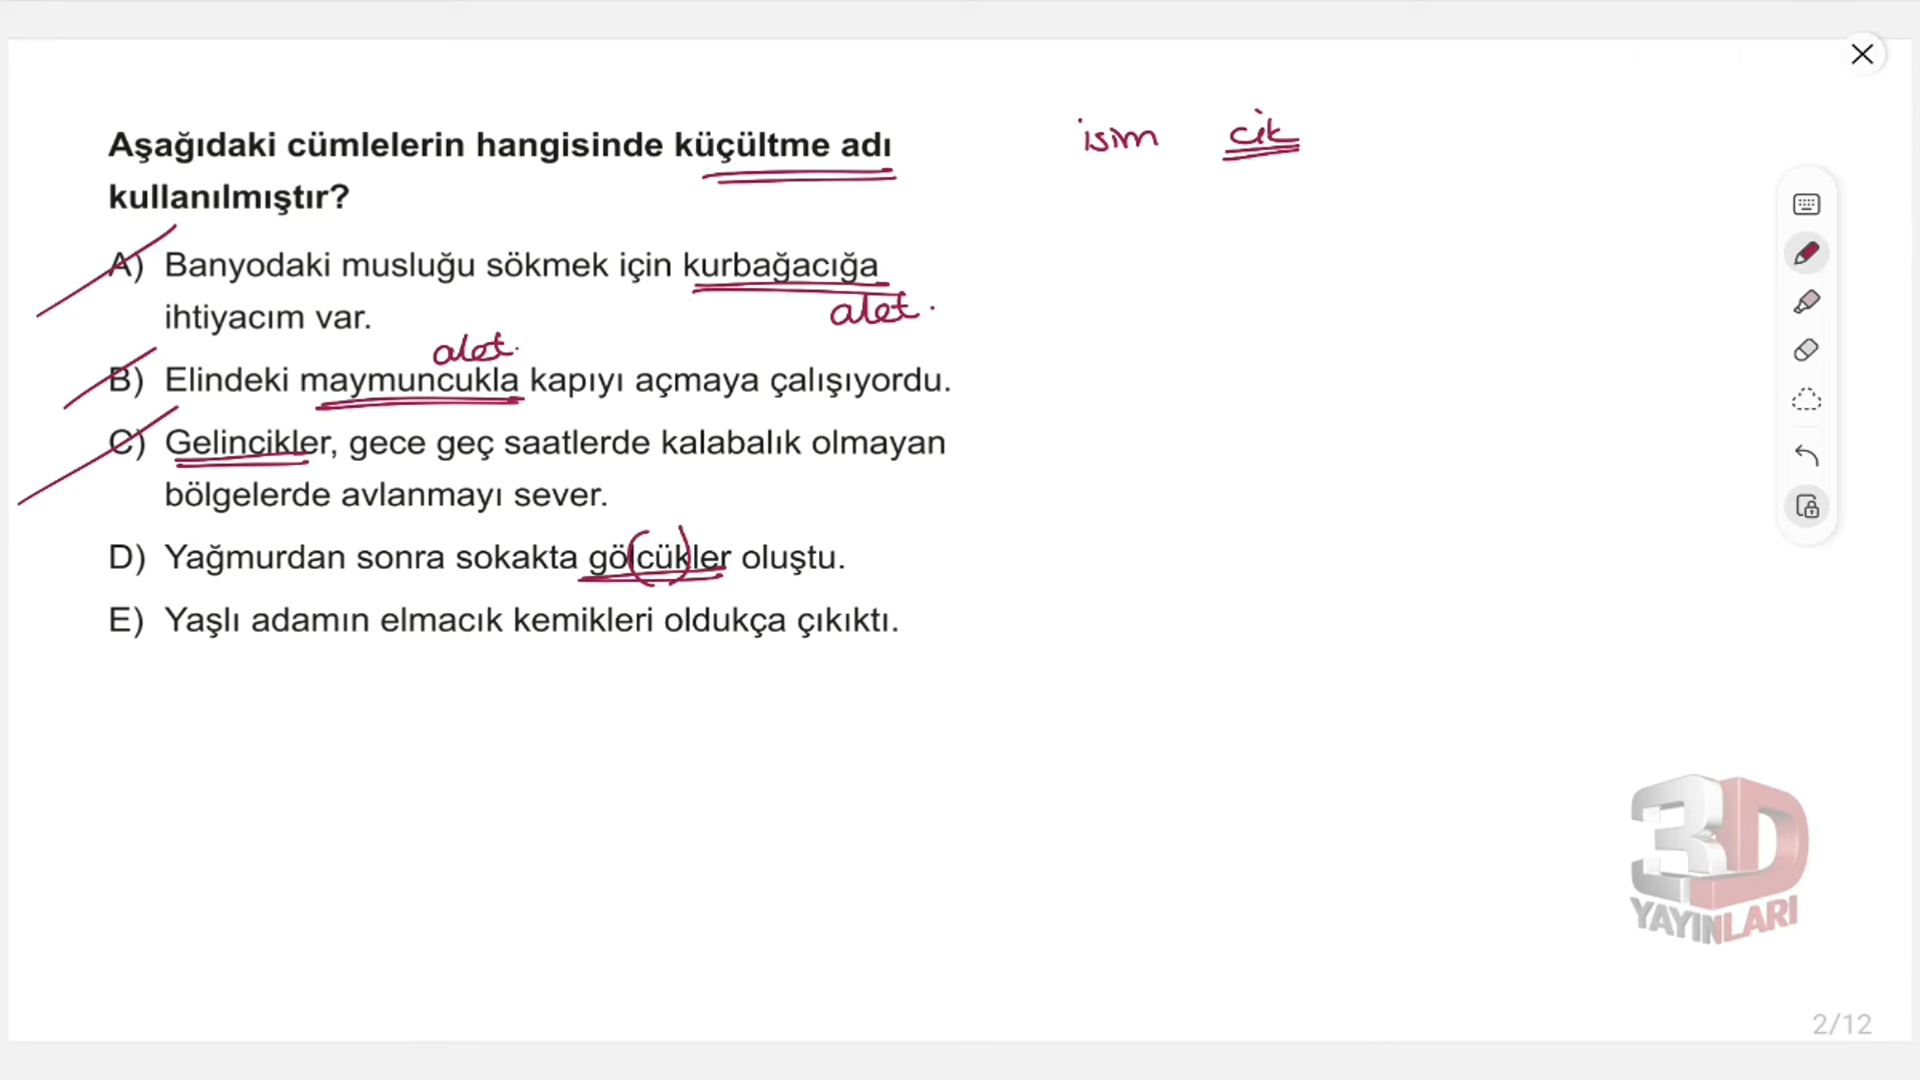 Aşağıdaki cümlelerin hangisinde küçültme adı
kullanılmıştır?
isim cik
A) Banyodaki musluğu sökmek için kurbağacığa
ihtiyacım var.
alet.
alet.
B) Elindeki maymuncukla kapıyı açmaya çalışıyordu.
C) Gelincikler, gece geç saatlerde kalabalık olmayan
bölgelerde avlanmayı sever.
D) Yağmurdan sonra sokakta gölcükler oluştu.
E) Yaşlı adamın elmacık kemikleri oldukça çıkıktı.
3D
YAYINLARI
2/12